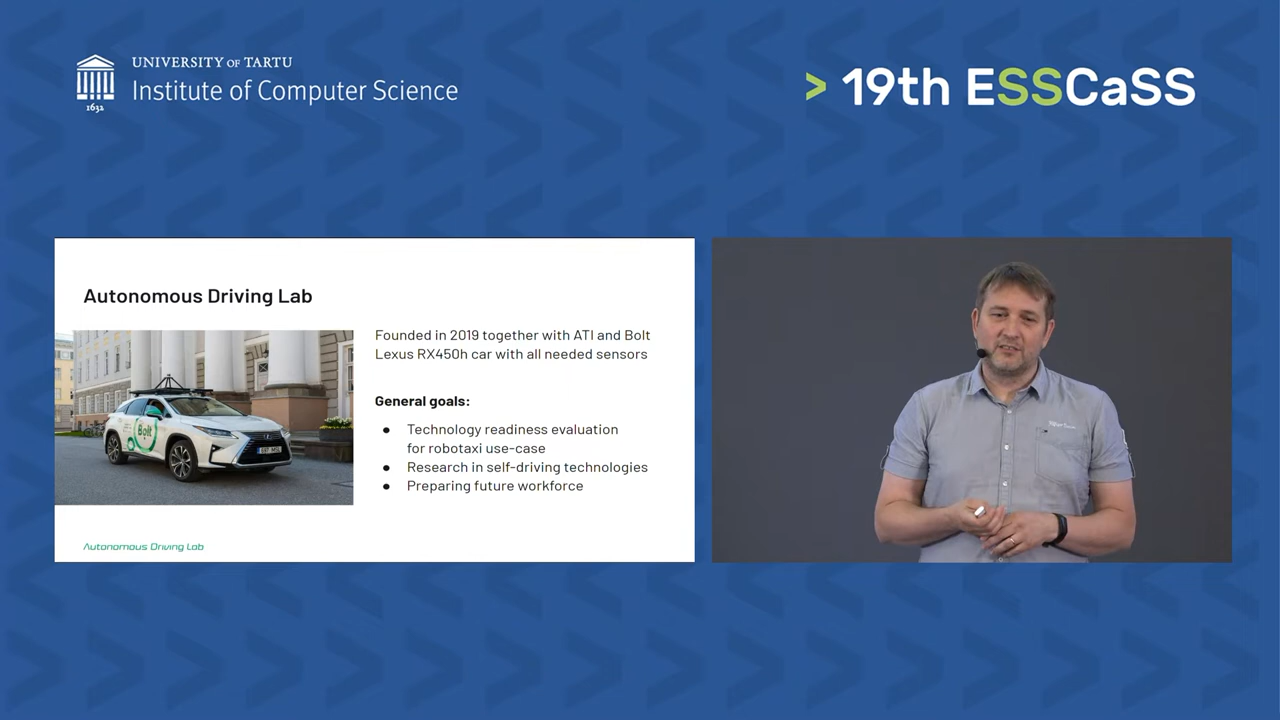 UNIVERSITY OF TARTU
Institute of Computer Science
1632
> 19th ESSCaSS
Autonomous Driving Lab
Founded in 2019 together with ATI and Bolt
Lexus RX450h car with all needed sensors
General goals:
● Technology readiness evaluation
for robotaxi use-case
● Research in self-driving technologies
● Preparing future workforce
Bolt
Autonomous Driving Lab